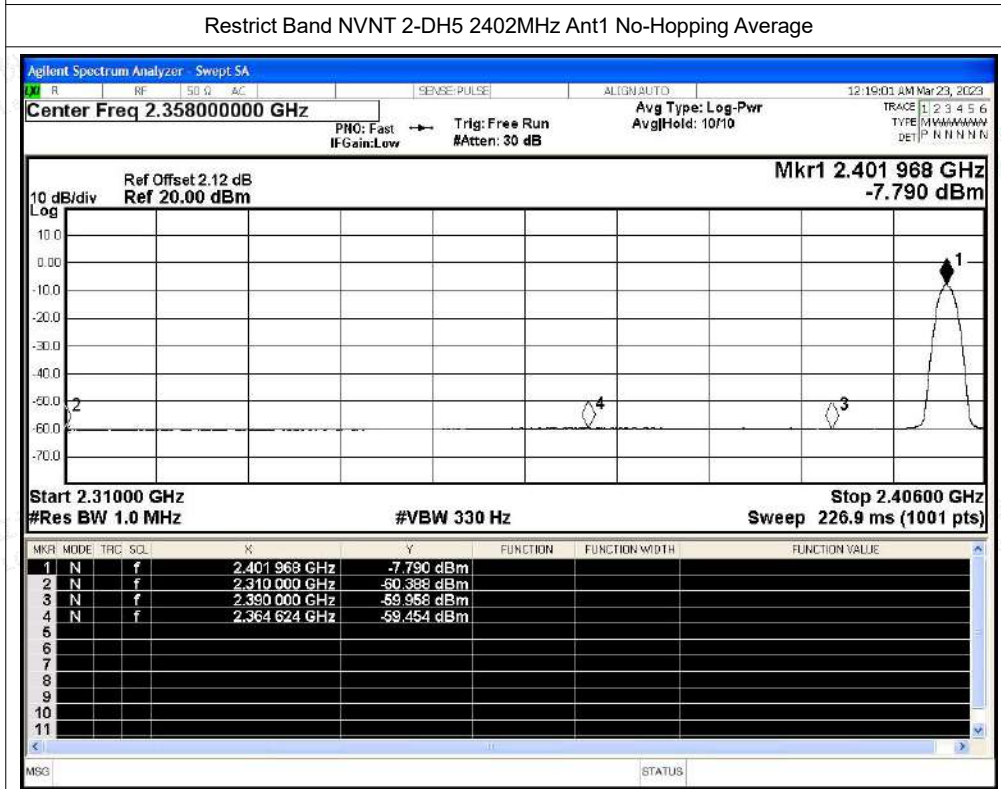 Restrict Band NVNT 2-DH5 2402MHz Ant1 No-Hopping Average
Agilent Spectrum Analyzer - Swept SA
LXI R RF 50 Ω AC SENSE:PULSE ALIGN AUTO 12:19:01 AM Mar 23, 2023
Center Freq 2.358000000 GHz
PNO: Fast
IFGain:Low
Trig: Free Run
#Atten: 30 dB
Avg Type: Log-Pwr
Avg|Hold: 10/10
TRACE 1 2 3 4 5 6
TYPE M
DET P N N N N N
Ref Offset 2.12 dB
10 dB/div Ref 20.00 dBm
Log
Mkr1 2.401 968 GHz
-7.790 dBm
10.0
0.00
-10.0
-20.0
-30.0
-40.0
-50.0
-60.0
-70.0
1
2
4
3
Start 2.31000 GHz Stop 2.40600 GHz
#Res BW 1.0 MHz #VBW 330 Hz Sweep 226.9 ms (1001 pts)
MKR MODE TRC SCL X Y FUNCTION FUNCTION WIDTH FUNCTION VALUE
1 N f 2.401 968 GHz -7.790 dBm
2 N f 2.310 000 GHz -60.388 dBm
3 N f 2.390 000 GHz -59.958 dBm
4 N f 2.364 624 GHz -59.454 dBm
5
6
7
8
9
10
11
MSG STATUS